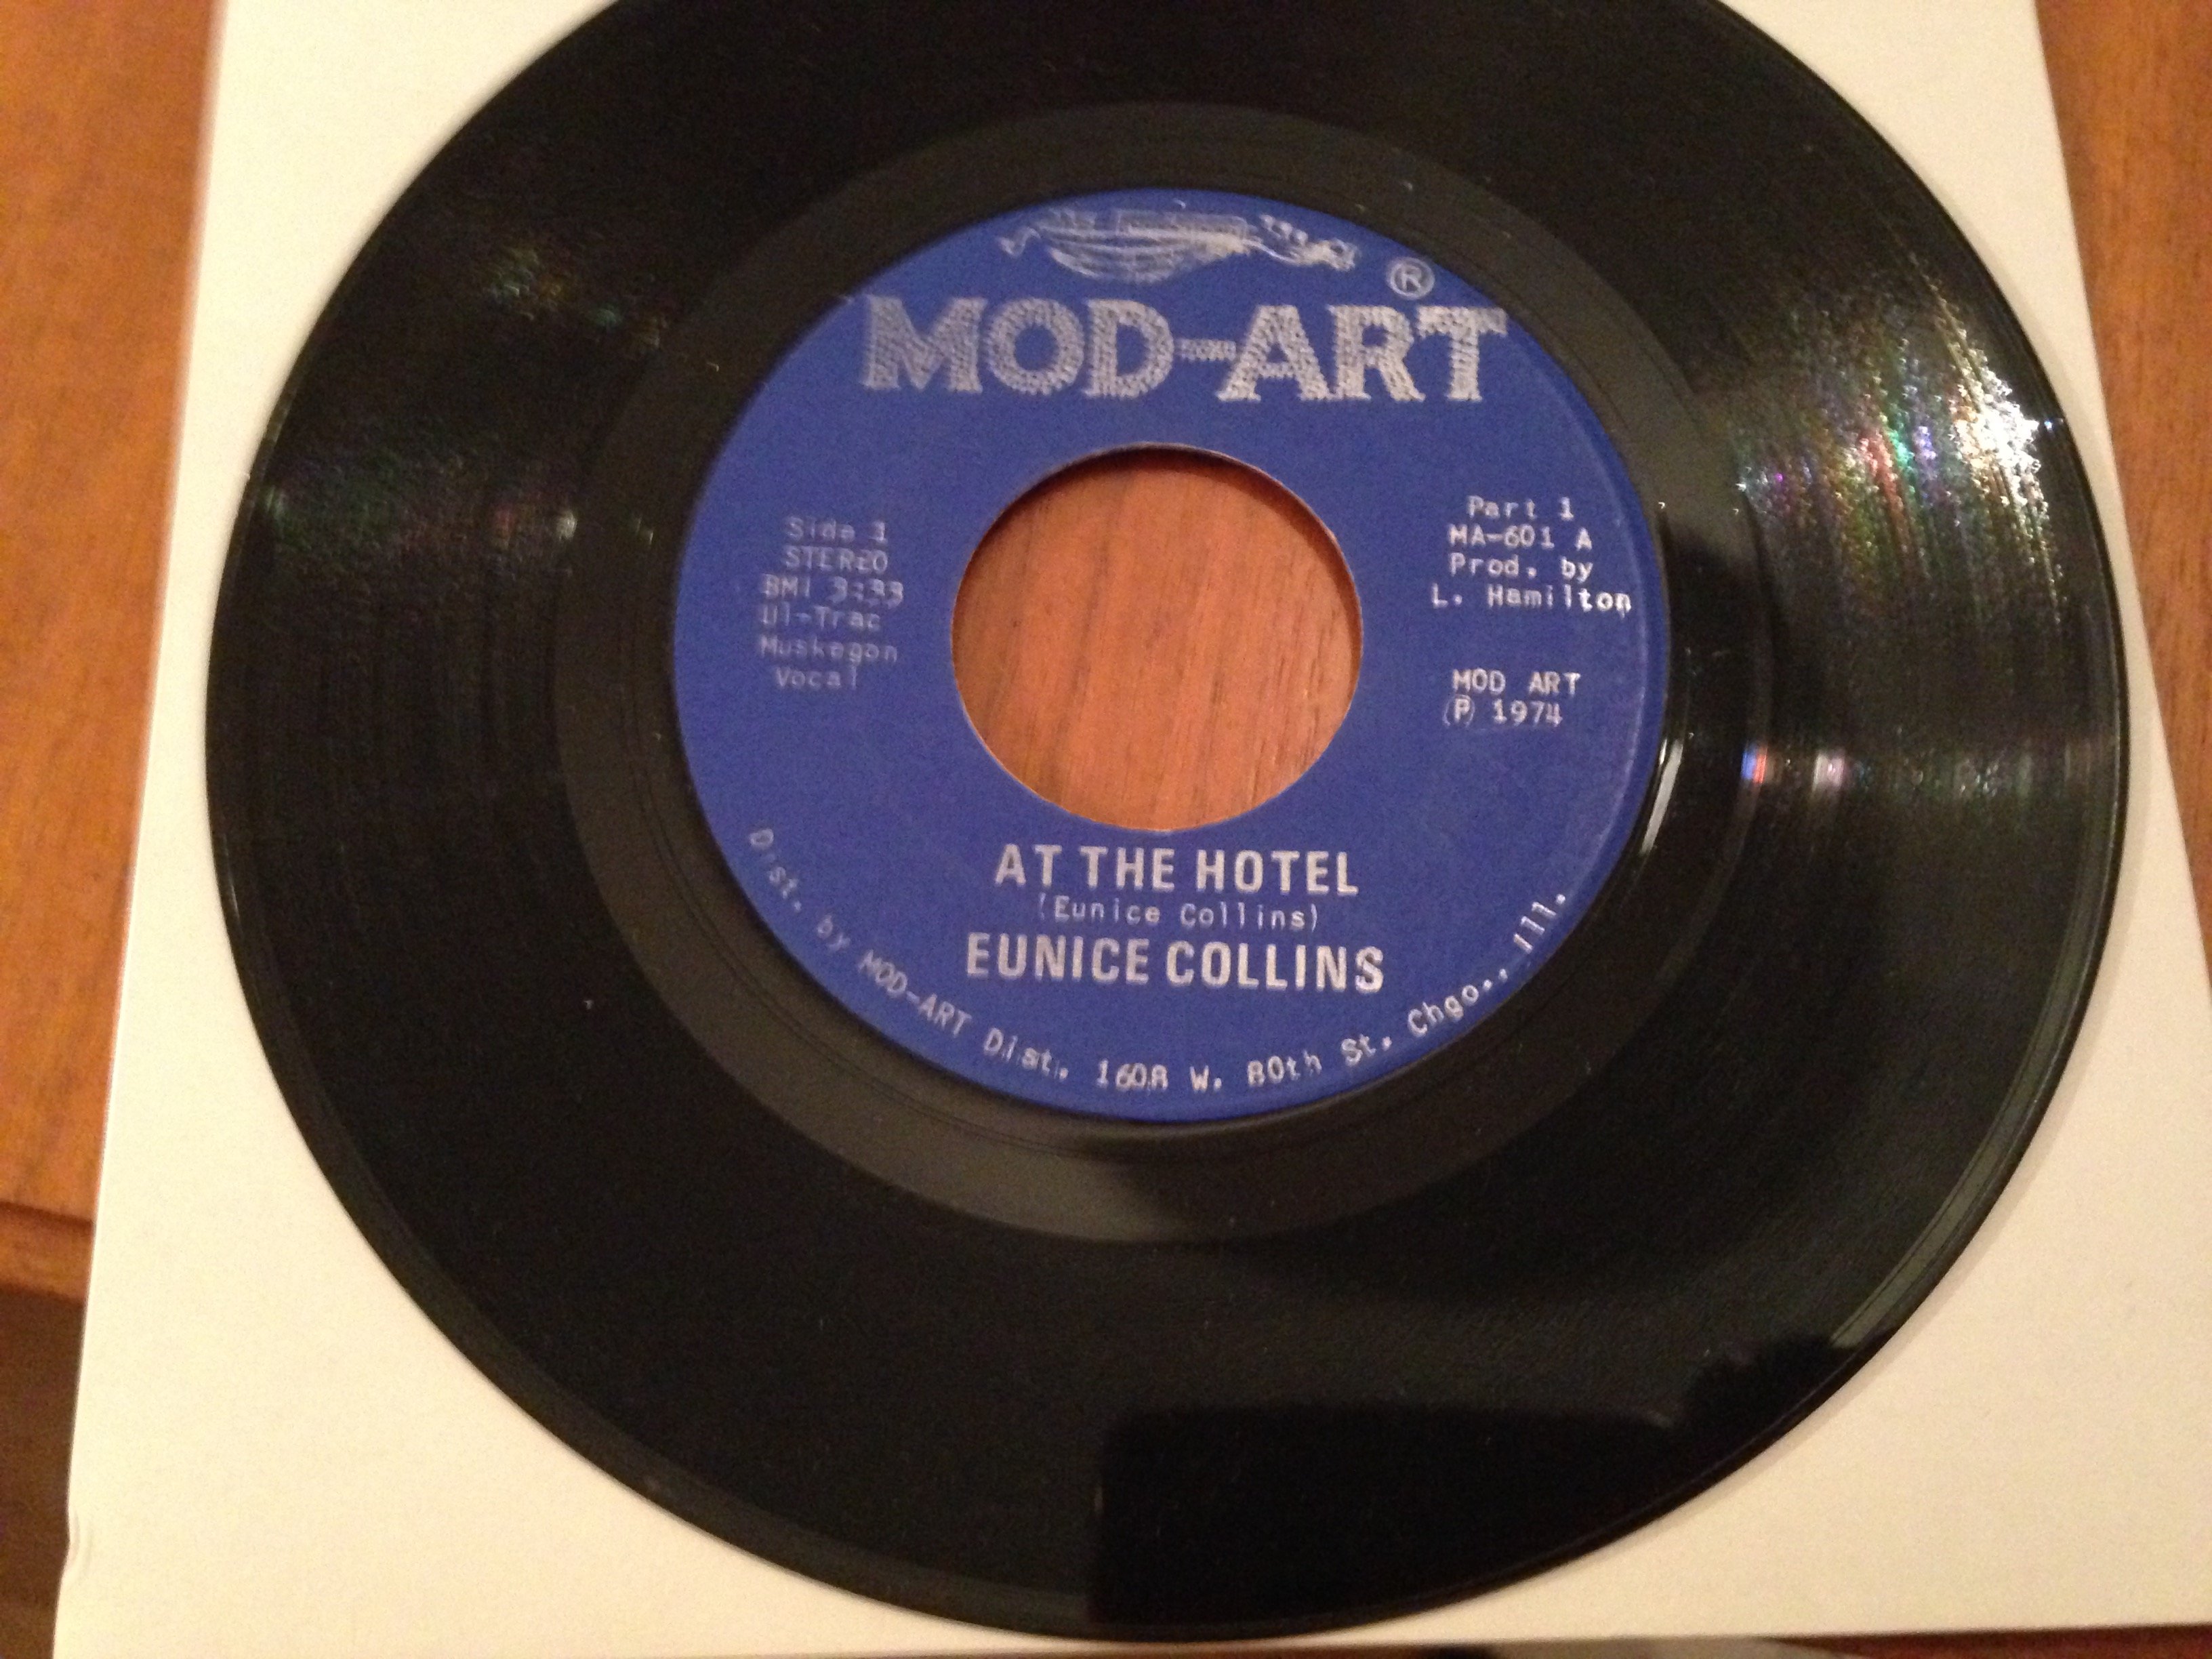 ®
MOD-ART
Side 1
STEREO
BMI 3:33
Ul-Trac
Muskegon
Vocal
Part 1
MA-601 A
Prod. by
L. Hamilton
MOD ART
Ⓟ 1974
AT THE HOTEL
(Eunice Collins)
EUNICE COLLINS
Dist. by MOD-ART Dist. 1608 W. 80th St. Chgo., Ill.